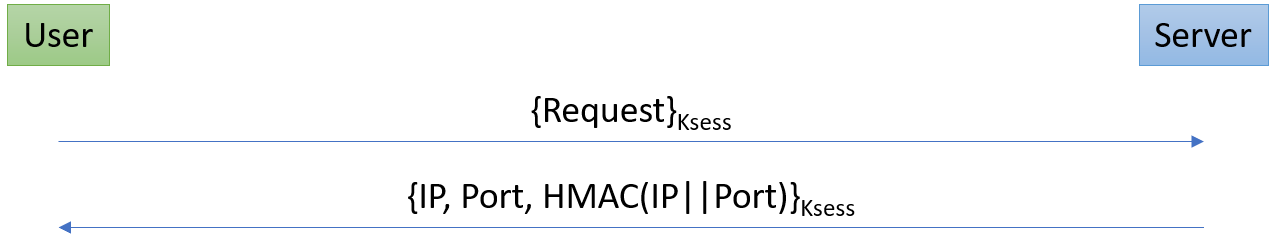 User
Server
{Request}Ksess
{IP, Port, HMAC(IP||Port)}Ksess